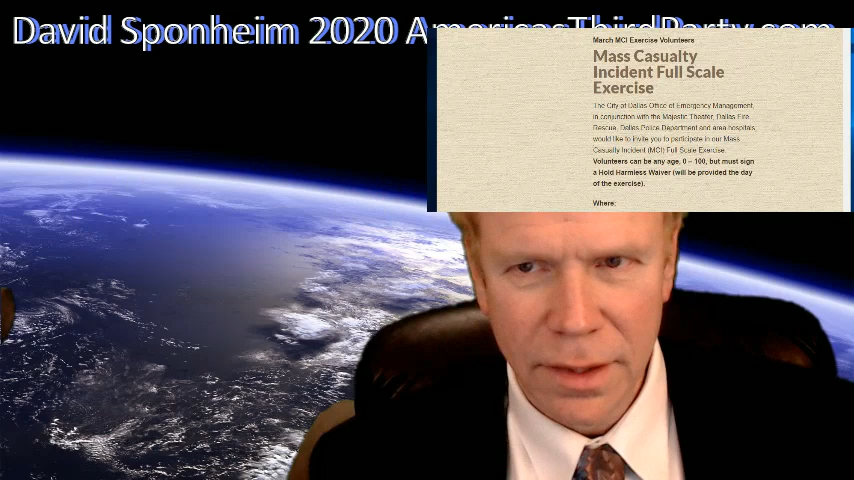 David Sponheim 2020 AmericasThirdParty.com
March MCI Exercise Volunteers
Mass Casualty
Incident Full Scale
Exercise
The City of Dallas Office of Emergency Management,
in conjunction with the Majestic Theater, Dallas Fire
Rescue, Dallas Police Department and area hospitals,
would like to invite you to participate in our Mass
Casualty Incident (MCI) Full Scale Exercise.
Volunteers can be any age, 0 – 100, but must sign
a Hold Harmless Waiver (will be provided the day
of the exercise).
Where: